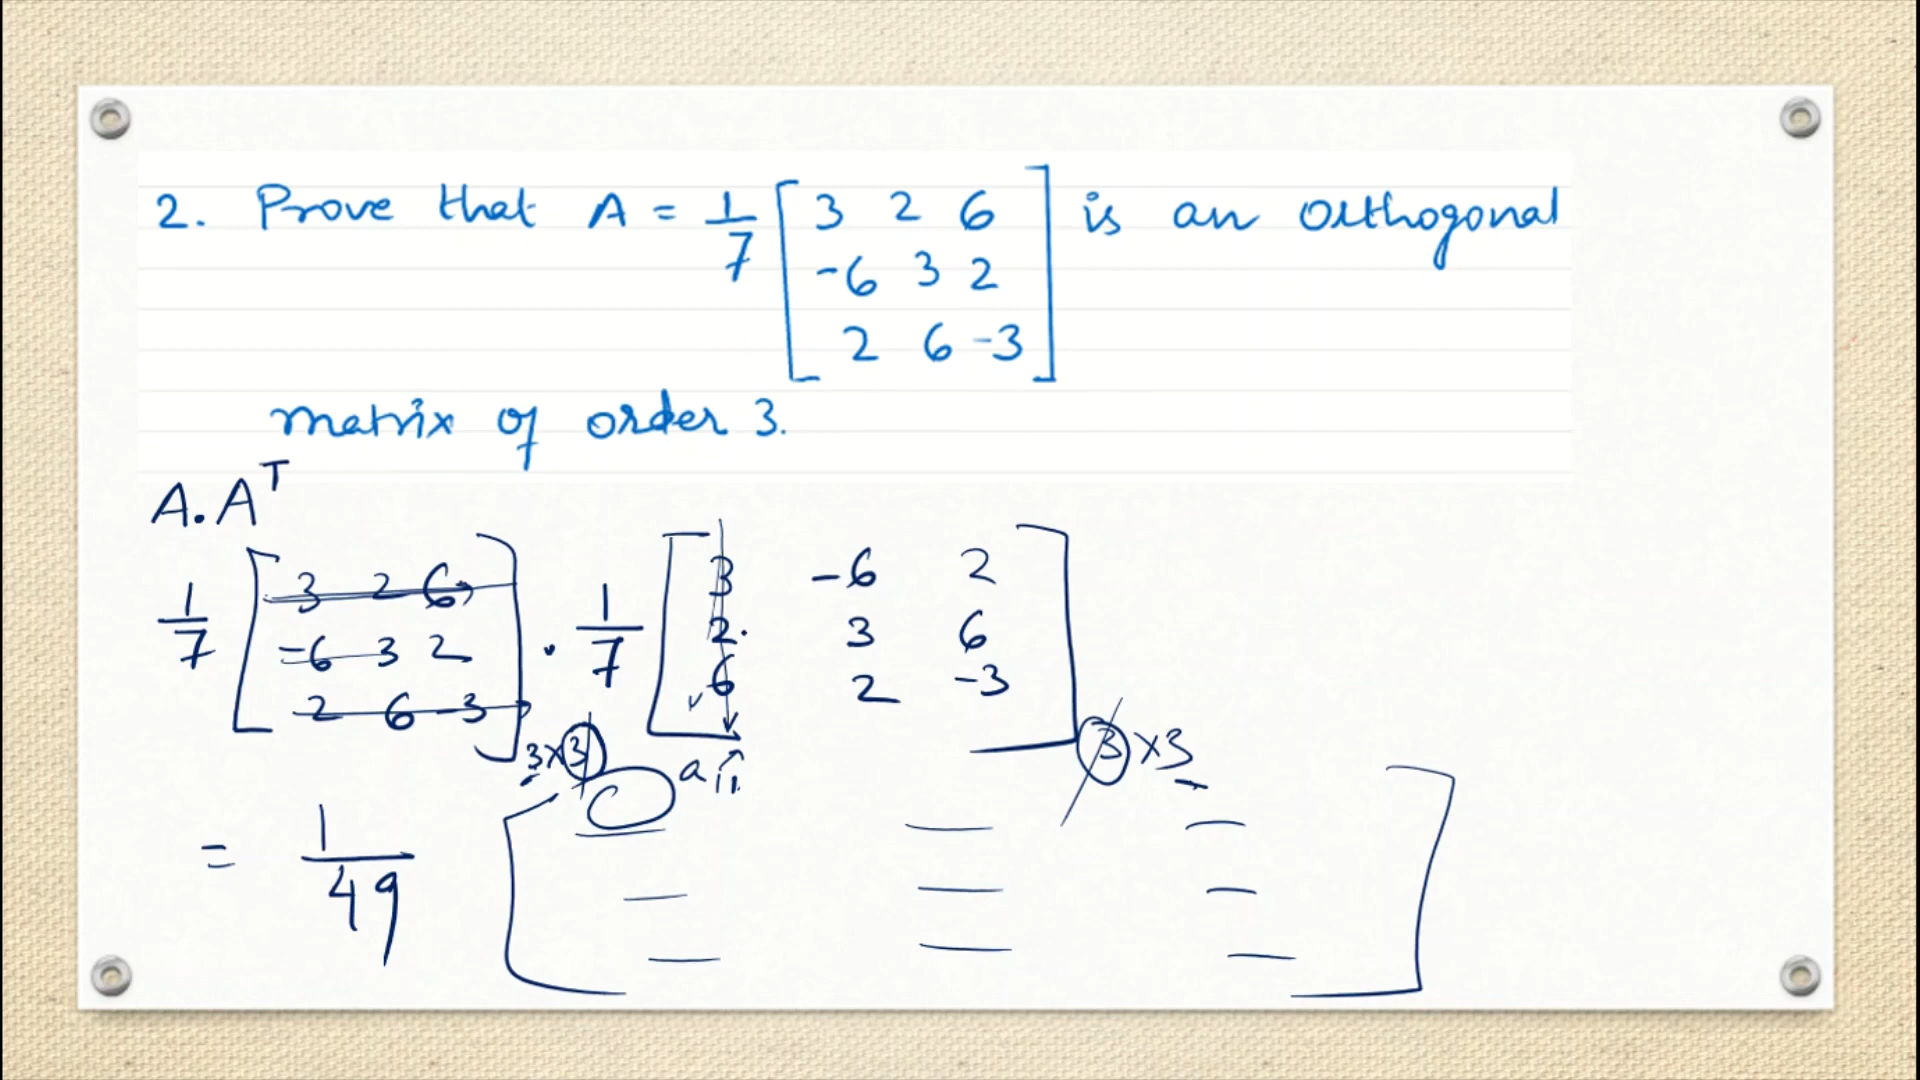 2. Prove that A = 1/7 [ 3 2 6 ] is an orthogonal
-6 3 2
2 6 -3
matrix of order 3.
A.Aᵀ
1/7 [ 3 2 6 ] . 1/7 [ 3 -6 2 ]
-6 3 2 2. 3 6
2 6 -3 6 2 -3
3x3 3x3
= 1/49